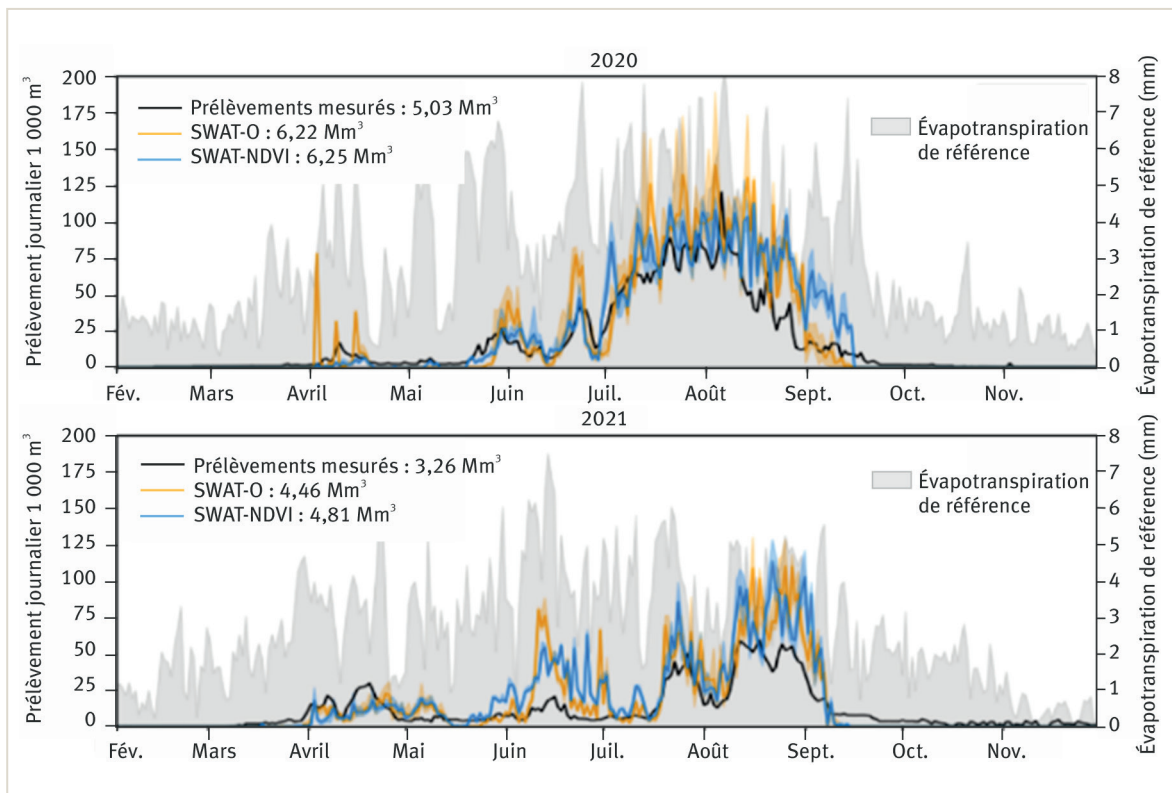 2020
Prélèvement journalier 1 000 m³
200
175
150
125
100
75
50
25
0
Prélèvements mesurés : 5,03 Mm³
SWAT-O : 6,22 Mm³
SWAT-NDVI : 6,25 Mm³
Évapotranspiration
de référence
8
7
6
5
4
3
2
1
0
Évapotranspiration de référence (mm)
Fév. Mars Avril Mai Juin Juil. Août Sept. Oct. Nov.
2021
Prélèvement journalier 1 000 m³
200
175
150
125
100
75
50
25
0
Prélèvements mesurés : 3,26 Mm³
SWAT-O : 4,46 Mm³
SWAT-NDVI : 4,81 Mm³
Évapotranspiration
de référence
8
7
6
5
4
3
2
1
0
Évapotranspiration de référence (mm)
Fév. Mars Avril Mai Juin Juil. Août Sept. Oct. Nov.